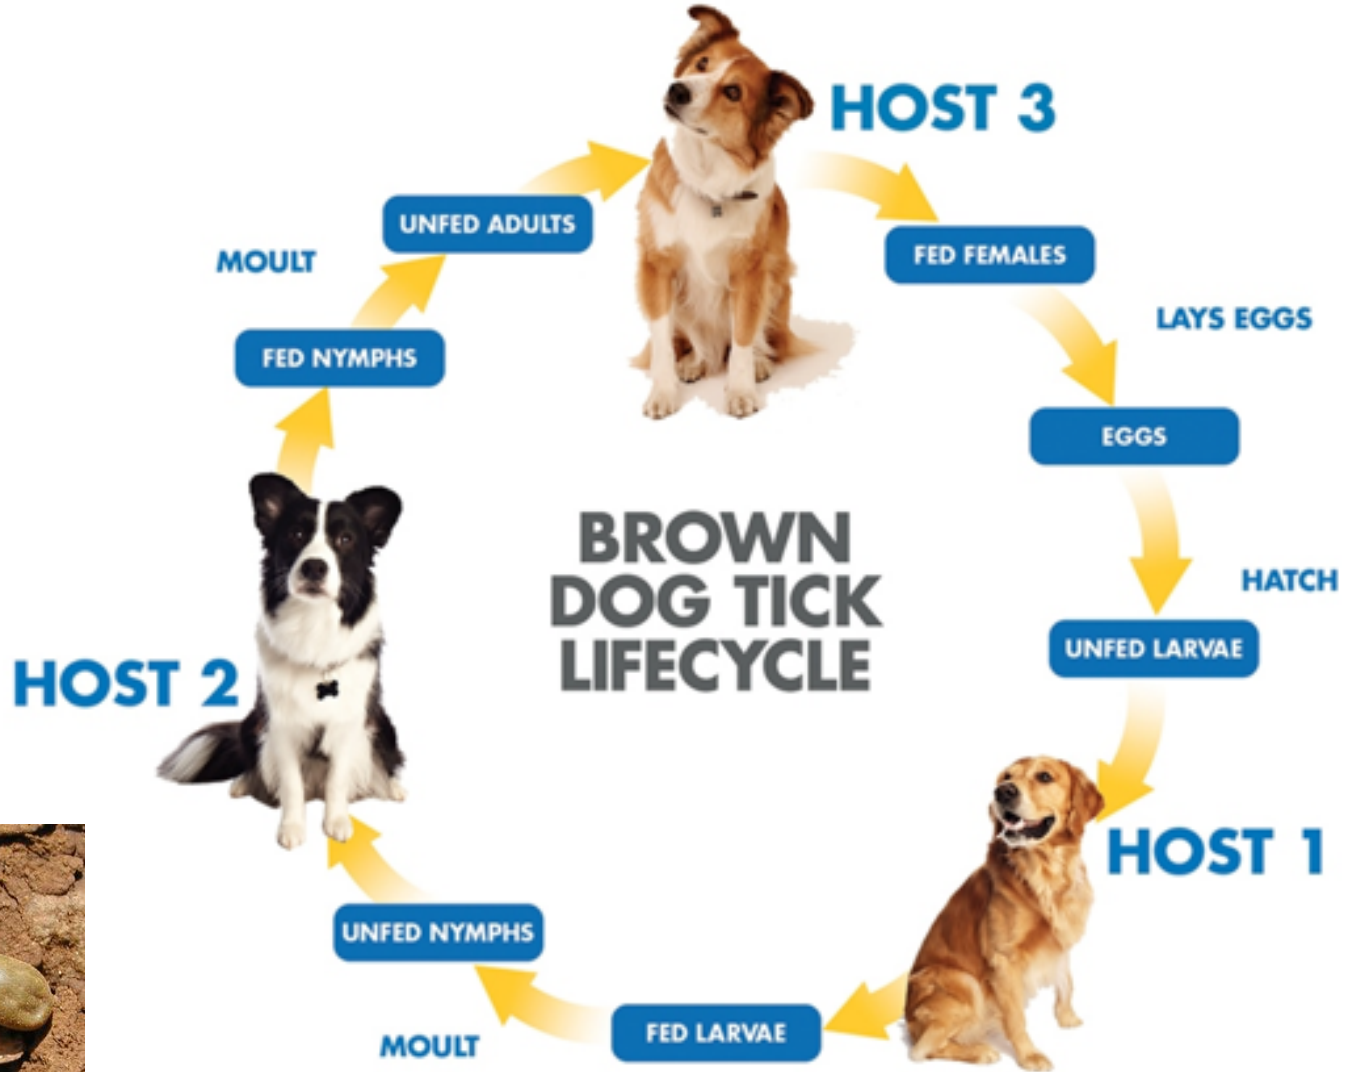 HOST 3
UNFED ADULTS
MOULT
FED FEMALES
LAYS EGGS
FED NYMPHS
EGGS
BROWN
DOG TICK
LIFECYCLE
HATCH
UNFED LARVAE
HOST 2
HOST 1
UNFED NYMPHS
FED LARVAE
MOULT